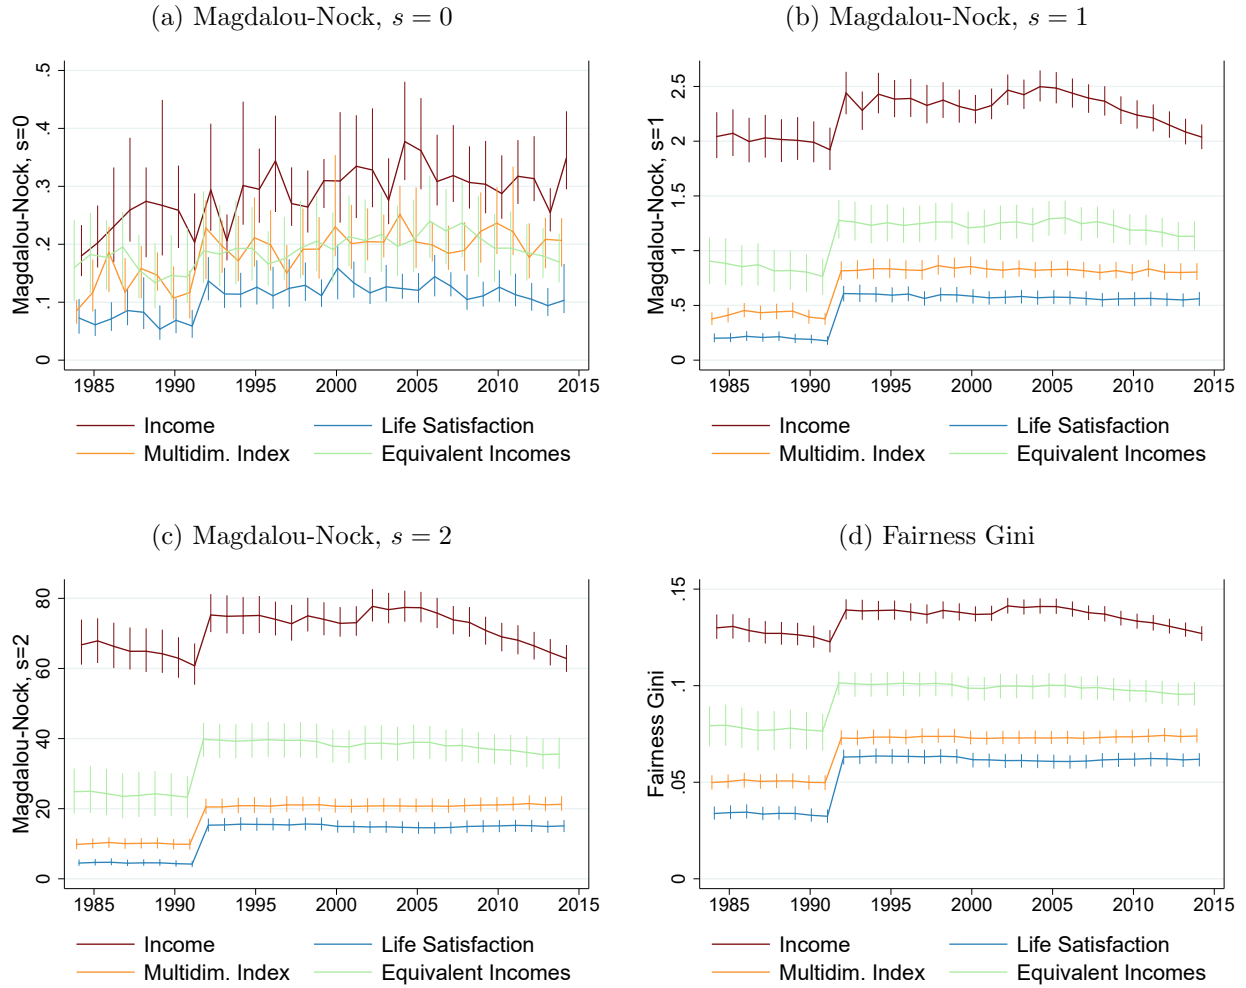 (a) Magdalou-Nock, s = 0
Magdalou-Nock, s=0
.5
.4
.3
.2
.1
0
1985 1990 1995 2000 2005 2010 2015
Income Life Satisfaction
Multidim. Index Equivalent Incomes
(b) Magdalou-Nock, s = 1
Magdalou-Nock, s=1
2.5
2
1.5
1
.5
0
1985 1990 1995 2000 2005 2010 2015
Income Life Satisfaction
Multidim. Index Equivalent Incomes
(c) Magdalou-Nock, s = 2
Magdalou-Nock, s=2
80
60
40
20
0
1985 1990 1995 2000 2005 2010 2015
Income Life Satisfaction
Multidim. Index Equivalent Incomes
(d) Fairness Gini
Fairness Gini
.15
.1
.05
0
1985 1990 1995 2000 2005 2010 2015
Income Life Satisfaction
Multidim. Index Equivalent Incomes